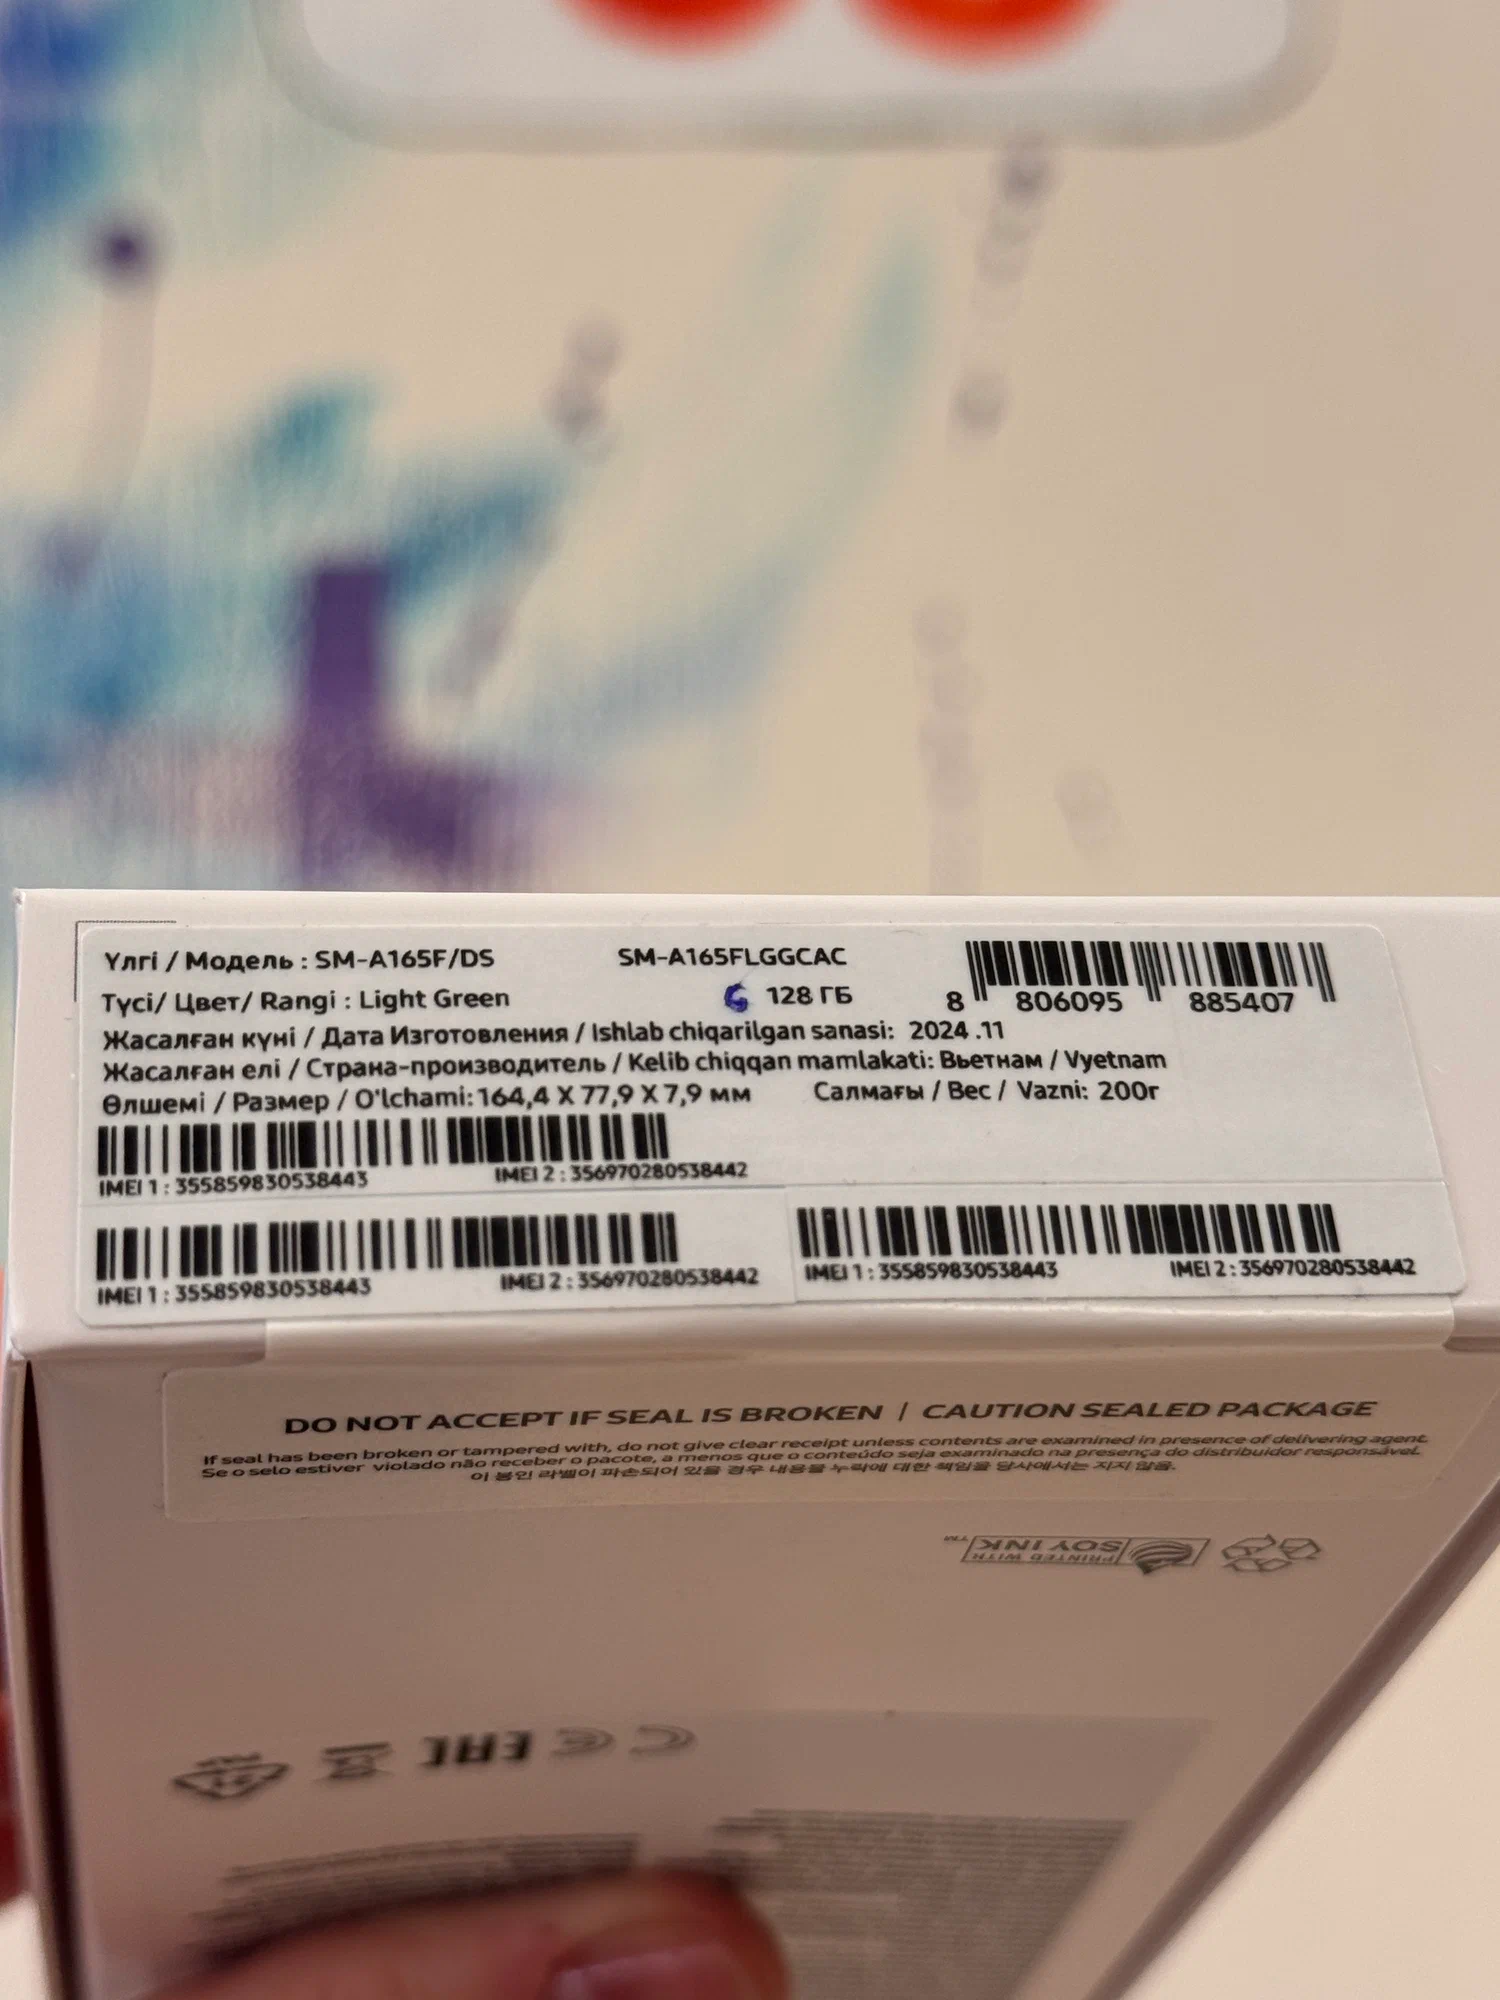 Үлгі / Модель : SM-A165F/DS SM-A165FLGGCAC
Түсі/ Цвет/ Rangi : Light Green 6 128 ГБ
8 806095 885407
Жасалған күні / Дата Изготовления / Ishlab chiqarilgan sanasi: 2024 .11
Жасалған елі / Страна-производитель / Kelib chiqqan mamlakati: Вьетнам / Vyetnam
Өлшемі / Размер / O'lchami: 164,4 X 77,9 X 7,9 мм Салмағы / Вес / Vazni: 200г
IMEI 1 : 355859830538443 IMEI 2 : 356970280538442
IMEI 1 : 355859830538443 IMEI 2 : 356970280538442
IMEI 1 : 355859830538443 IMEI 2 : 356970280538442
DO NOT ACCEPT IF SEAL IS BROKEN | CAUTION SEALED PACKAGE
If seal has been broken or tampered with, do not give clear receipt unless contents are examined in presence of delivering agent.
Se o selo estiver violado não receber o pacote, a menos que o conteúdo seja examinado na presença do distribuidor responsável.
이 봉인 라벨이 파손되어 있을 경우 내용물 누락에 대한 책임을 당사에서는 지지 않음.
PRINTED WITH
SOY INK™
EAC
CE